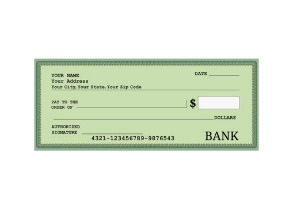 YOUR NAME DATE
Your Address
Your City, Your State, Your Zip Code
PAY TO THE
ORDER OF $
DOLLARS
AUTHORIZED
SIGNATURE
4321-123456789-9876543
BANK